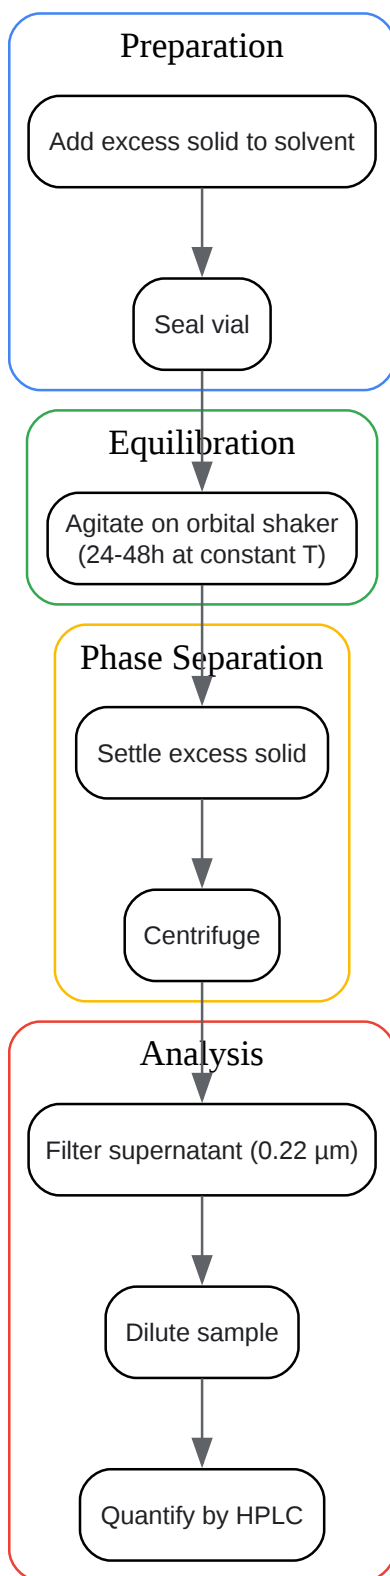 Preparation
Add excess solid to solvent
Seal vial
Equilibration
Agitate on orbital shaker
(24-48h at constant T)
Phase Separation
Settle excess solid
Centrifuge
Analysis
Filter supernatant (0.22 µm)
Dilute sample
Quantify by HPLC